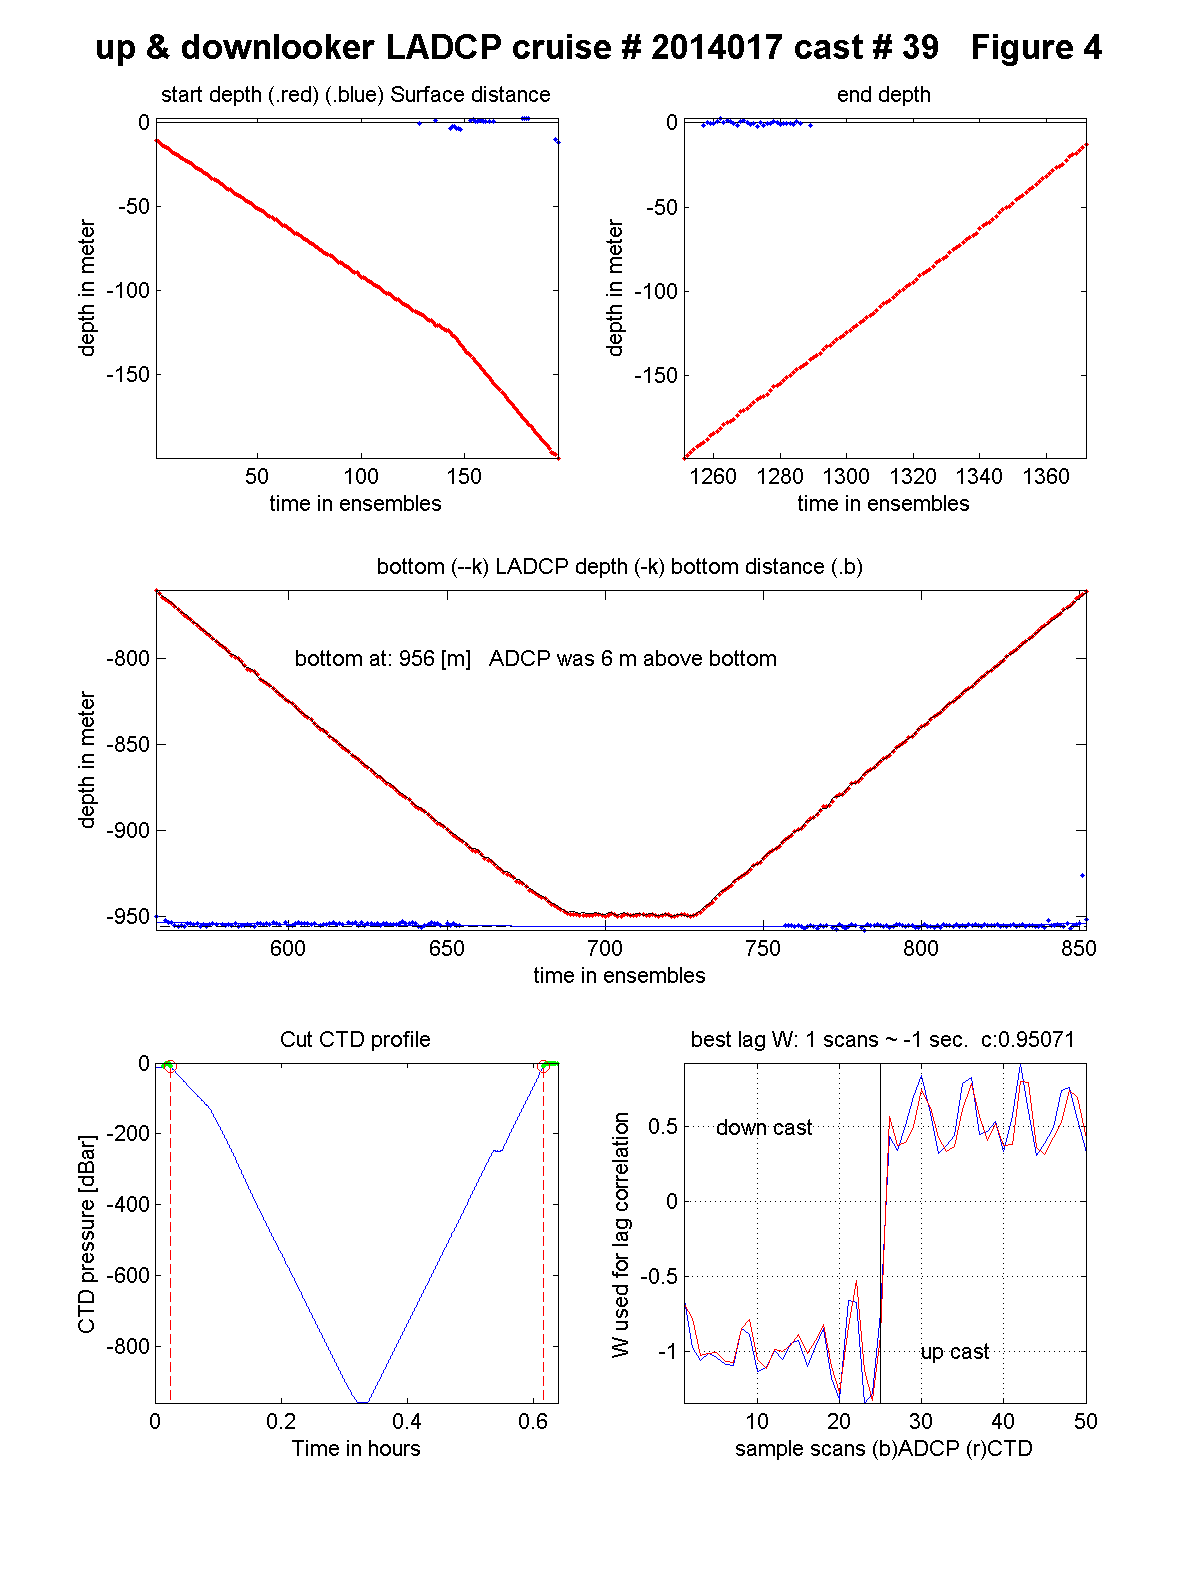 up & downlooker LADCP cruise # 2014017 cast # 39 Figure 4
start depth (.red) (.blue) Surface distance
0
-50
-100
-150
depth in meter
50 100 150
time in ensembles
end depth
0
-50
-100
-150
depth in meter
1260 1280 1300 1320 1340 1360
time in ensembles
bottom (--k) LADCP depth (-k) bottom distance (.b)
bottom at: 956 [m] ADCP was 6 m above bottom
-800
-850
-900
-950
depth in meter
600 650 700 750 800 850
time in ensembles
Cut CTD profile
0
-200
-400
-600
-800
CTD pressure [dBar]
0 0.2 0.4 0.6
Time in hours
best lag W: 1 scans ~ -1 sec. c:0.95071
down cast
up cast
0.5
0
-0.5
-1
W used for lag correlation
10 20 30 40 50
sample scans (b)ADCP (r)CTD